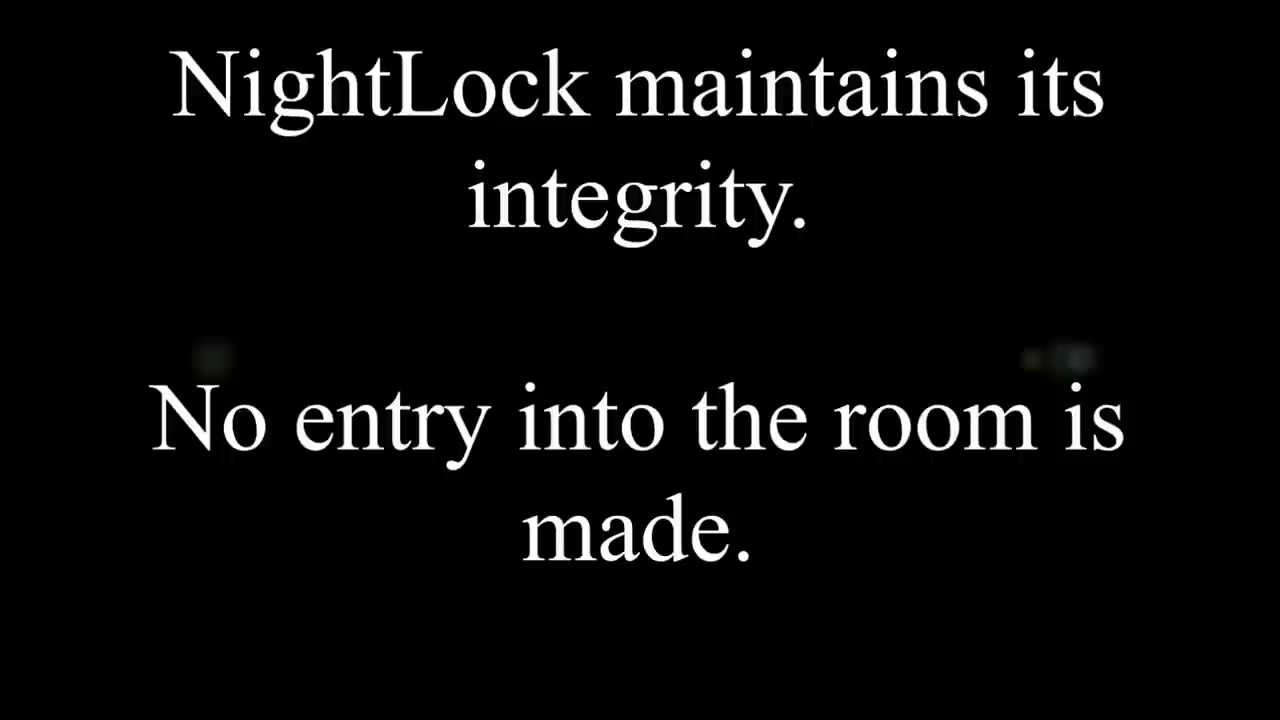 NightLock maintains its
integrity.
No entry into the room is
made.